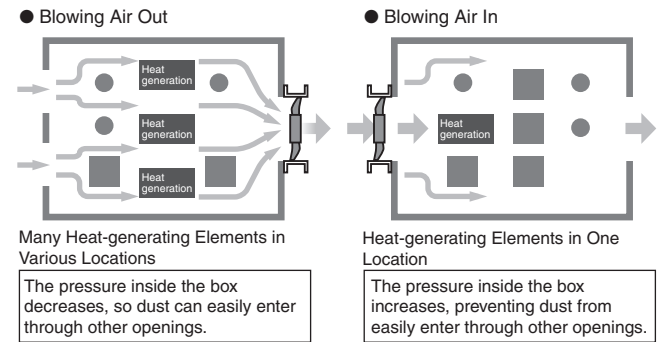 ● Blowing Air Out
Heat
generation
Heat
generation
Heat
generation
Many Heat-generating Elements in
Various Locations
The pressure inside the box
decreases, so dust can easily enter
through other openings.
● Blowing Air In
Heat
generation
Heat-generating Elements in One
Location
The pressure inside the box
increases, preventing dust from
easily enter through other openings.